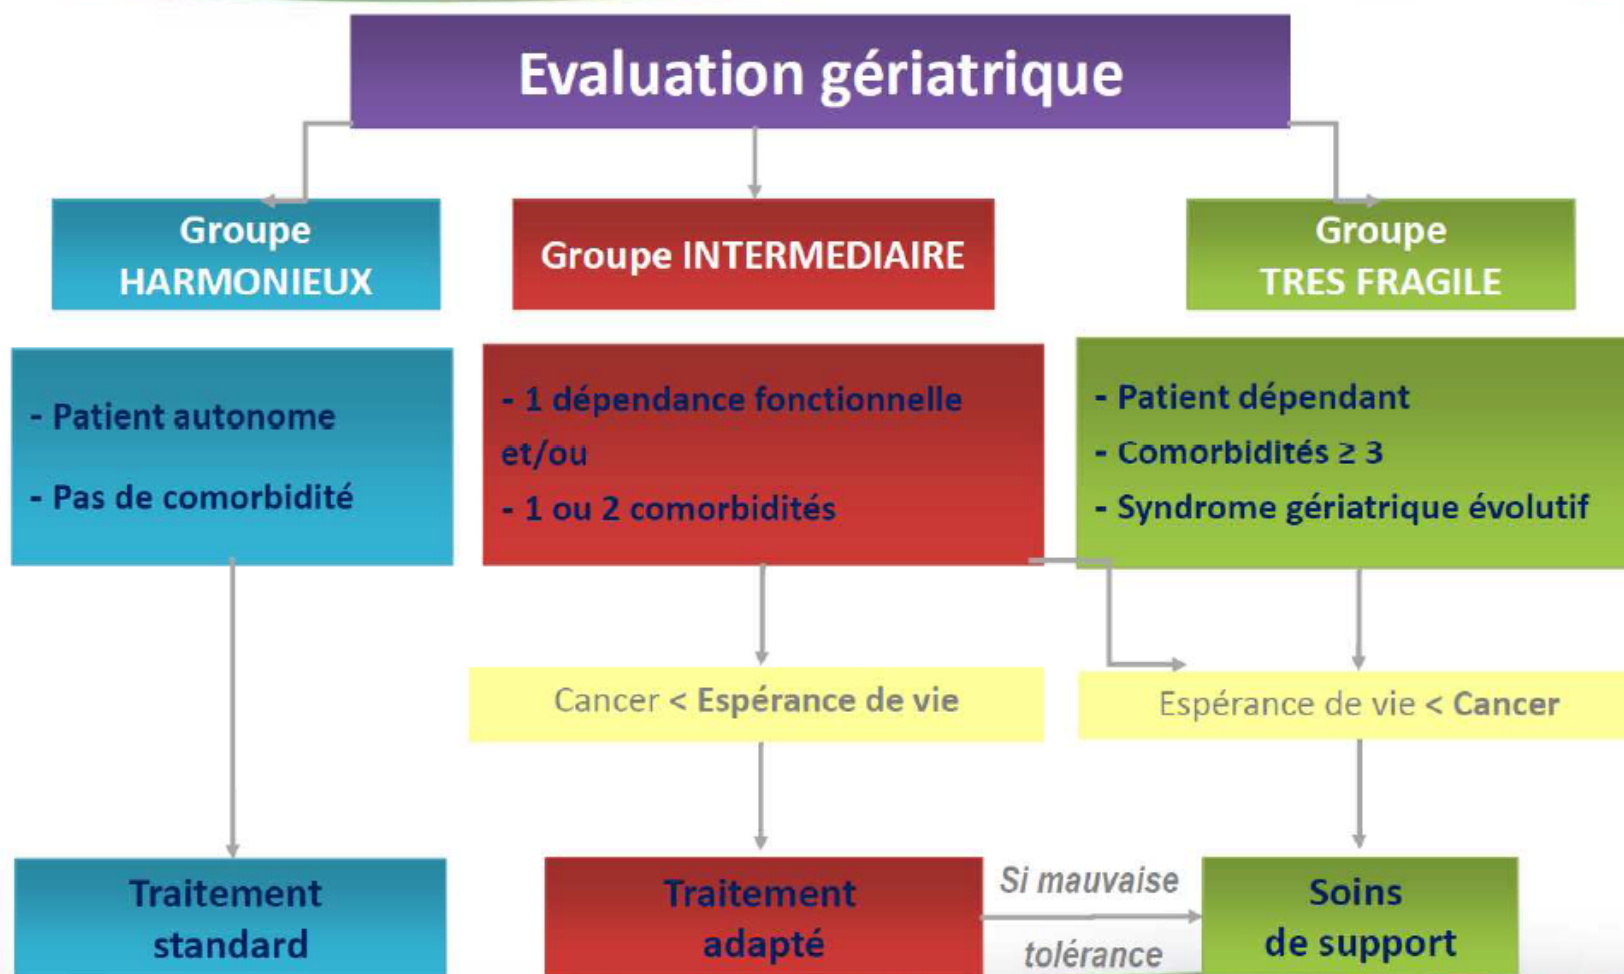 Evaluation gériatrique
Groupe
HARMONIEUX
Groupe INTERMEDIAIRE
Groupe
TRES FRAGILE
- Patient autonome
- Pas de comorbidité
- 1 dépendance fonctionnelle
et/ou
- 1 ou 2 comorbidités
- Patient dépendant
- Comorbidités ≥ 3
- Syndrome gériatrique évolutif
Cancer < Espérance de vie
Espérance de vie < Cancer
Traitement
standard
Traitement
adapté
Si mauvaise
tolérance
Soins
de support